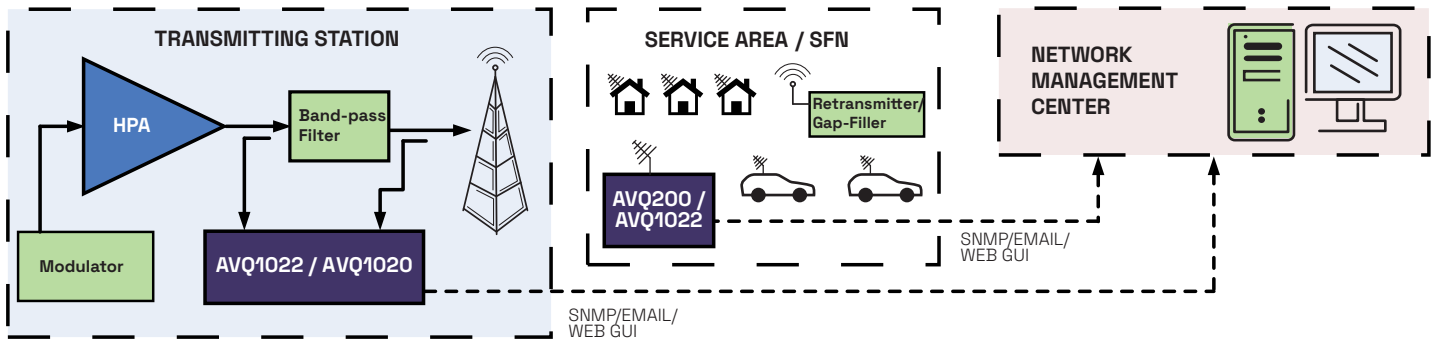 TRANSMITTING STATION
HPA
Band-pass
Filter
Modulator
AVQ1022 / AVQ1020
SNMP/EMAIL/
WEB GUI
SERVICE AREA / SFN
Retransmitter/
Gap-Filler
AVQ200 /
AVQ1022
SNMP/EMAIL/
WEB GUI
NETWORK
MANAGEMENT
CENTER